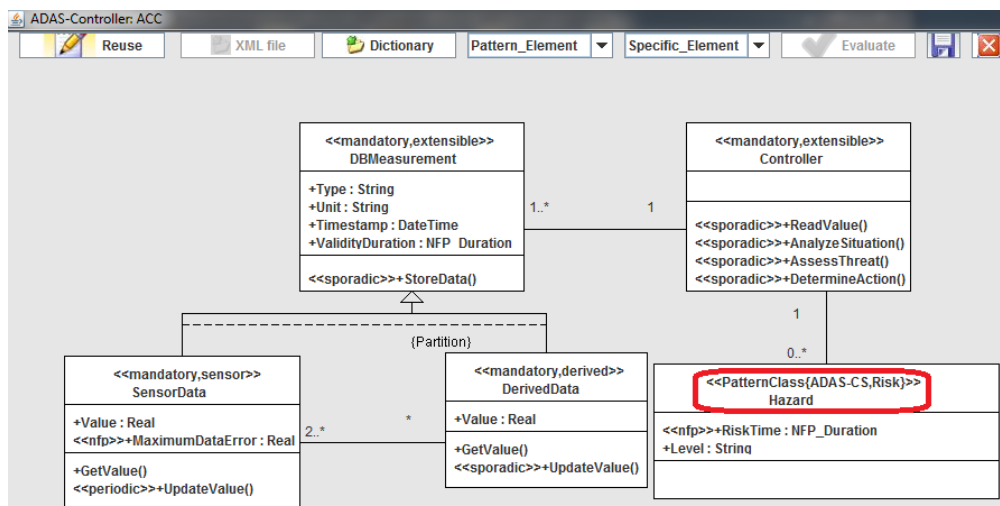 ADAS-Controller: ACC
Reuse
XML file
Dictionary
Pattern_Element
Specific_Element
Evaluate
<<mandatory,extensible>>
DBMeasurement
+Type : String
+Unit : String
+Timestamp : DateTime
+ValidityDuration : NFP_Duration
<<sporadic>>+StoreData()
1..*
1
<<mandatory,extensible>>
Controller
<<sporadic>>+ReadValue()
<<sporadic>>+AnalyzeSituation()
<<sporadic>>+AssessThreat()
<<sporadic>>+DetermineAction()
1
0..*
{Partition}
<<mandatory,sensor>>
SensorData
+Value : Real
<<nfp>>+MaximumDataError : Real
+GetValue()
<<periodic>>+UpdateValue()
2..*
*
<<mandatory,derived>>
DerivedData
+Value : Real
+GetValue()
<<sporadic>>+UpdateValue()
<<PatternClass{ADAS-CS,Risk}>>
Hazard
<<nfp>>+RiskTime : NFP_Duration
+Level : String